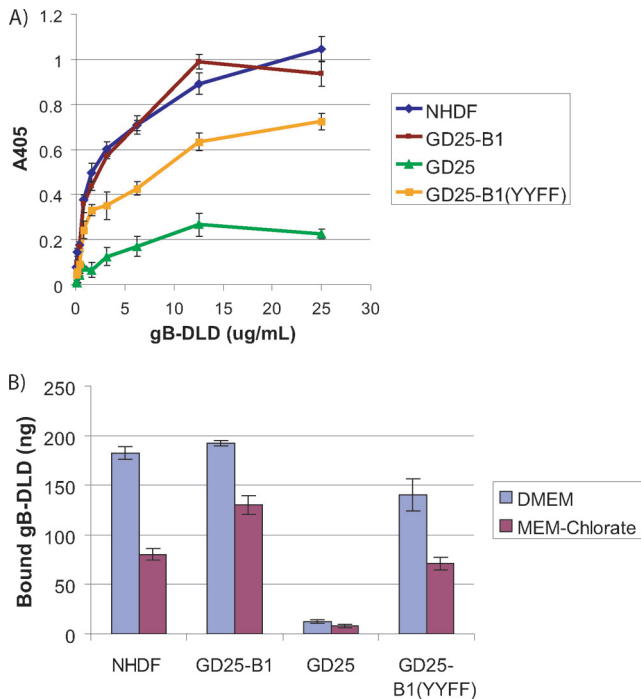 A)
1.2
1
0.8
0.6
0.4
0.2
0
A405
0 5 10 15 20 25 30
gB-DLD (ug/mL)
NHDF
GD25-B1
GD25
GD25-B1(YYFF)
B)
250
200
150
100
50
0
Bound gB-DLD (ng)
NHDF GD25-B1 GD25 GD25-
B1(YYFF)
DMEM
MEM-Chlorate